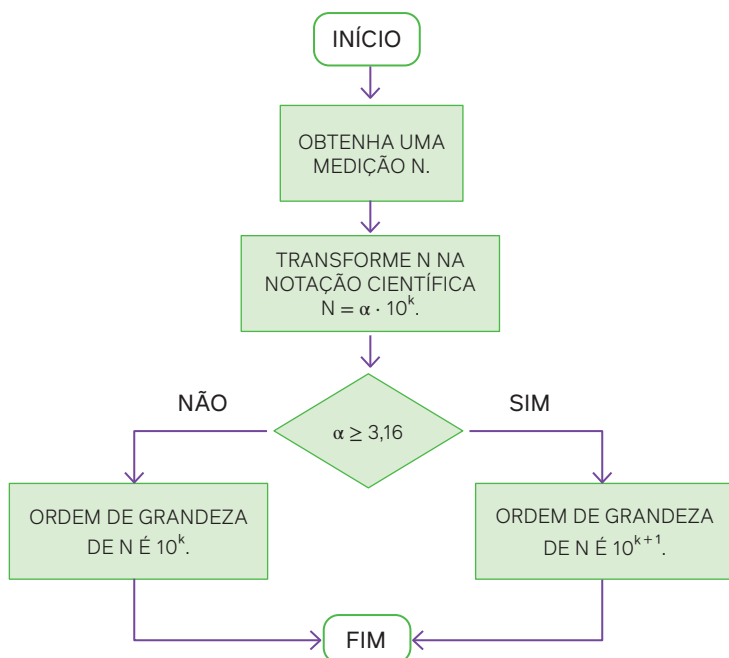 INÍCIO
OBTENHA UMA
MEDIÇÃO N.
TRANSFORME N NA
NOTAÇÃO CIENTÍFICA
N = α · 10^k.
NÃO
SIM
α ≥ 3,16
ORDEM DE GRANDEZA
DE N É 10^k.
ORDEM DE GRANDEZA
DE N É 10^(k + 1).
FIM